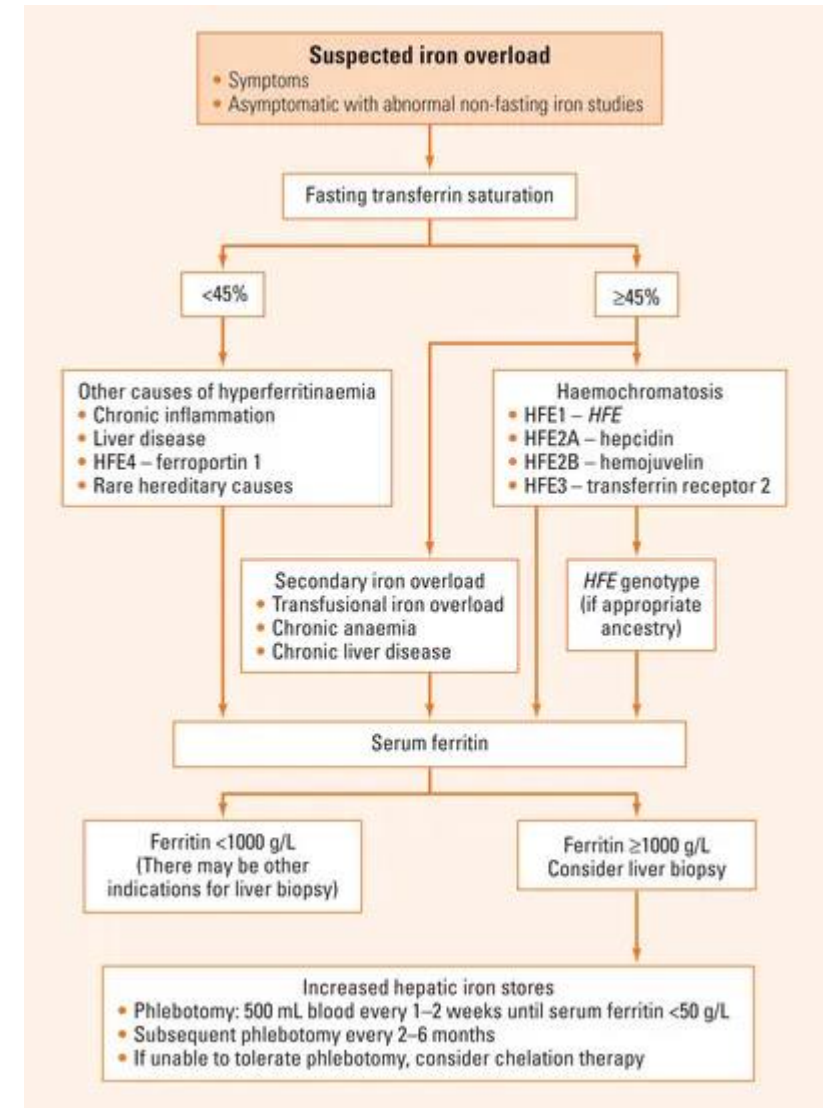 Suspected iron overload
• Symptoms
• Asymptomatic with abnormal non-fasting iron studies
Fasting transferrin saturation
<45%
≥45%
Other causes of hyperferritinaemia
• Chronic inflammation
• Liver disease
• HFE4 – ferroportin 1
• Rare hereditary causes
Haemochromatosis
• HFE1 – HFE
• HFE2A – hepcidin
• HFE2B – hemojuvelin
• HFE3 – transferrin receptor 2
Secondary iron overload
• Transfusional iron overload
• Chronic anaemia
• Chronic liver disease
HFE genotype
(if appropriate
ancestry)
Serum ferritin
Ferritin <1000 g/L
(There may be other
indications for liver biopsy)
Ferritin ≥1000 g/L
Consider liver biopsy
Increased hepatic iron stores
• Phlebotomy: 500 mL blood every 1–2 weeks until serum ferritin <50 g/L
• Subsequent phlebotomy every 2–6 months
• If unable to tolerate phlebotomy, consider chelation therapy